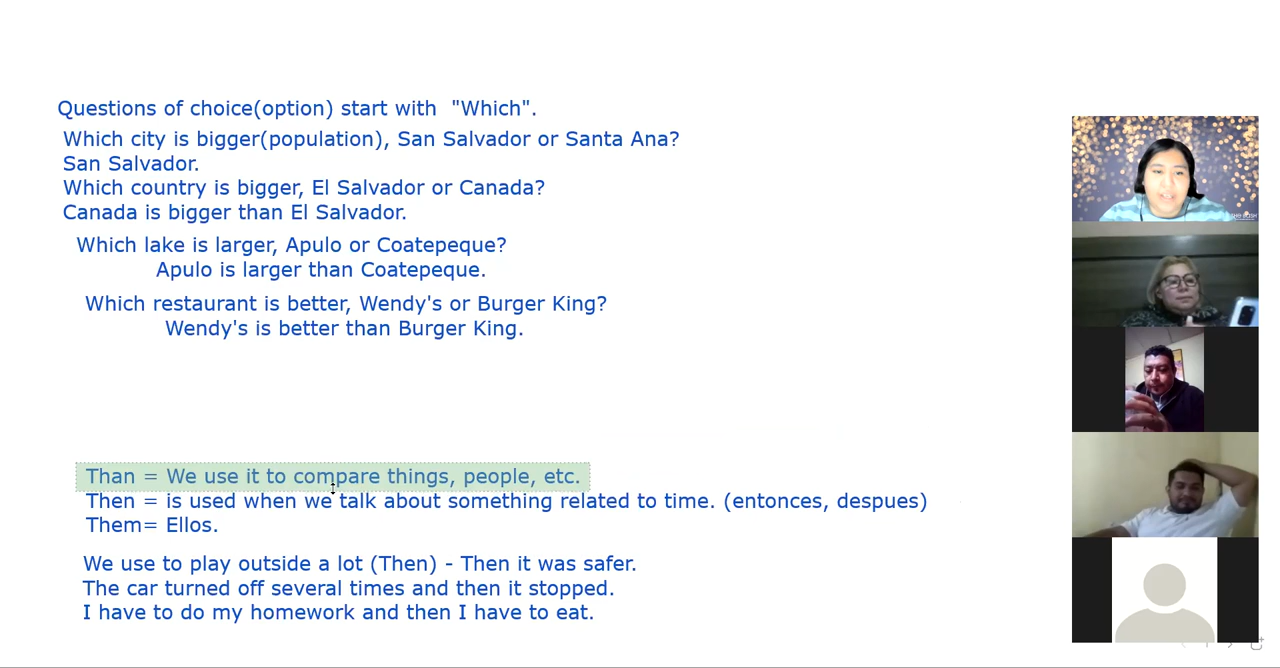 Questions of choice(option) start with  "Which".
Which city is bigger(population), San Salvador or Santa Ana?
San Salvador.
Which country is bigger, El Salvador or Canada?
Canada is bigger than El Salvador.
Which lake is larger, Apulo or Coatepeque?
Apulo is larger than Coatepeque.
Which restaurant is better, Wendy's or Burger King?
Wendy's is better than Burger King.
Than = We use it to compare things, people, etc.
Then = is used when we talk about something related to time. (entonces, despues)
Them= Ellos.
We use to play outside a lot (Then) - Then it was safer.
The car turned off several times and then it stopped.
I have to do my homework and then I have to eat.